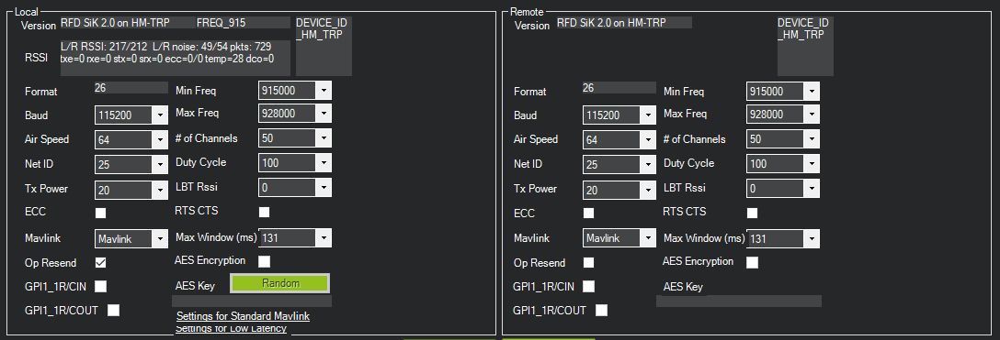 Local
Version RFD SiK 2.0 on HM-TRP FREQ_915 DEVICE_ID
_HM_TRP
RSSI L/R RSSI: 217/212 L/R noise: 49/54 pkts: 729
txe=0 rxe=0 stx=0 srx=0 ecc=0/0 temp=28 dco=0
Format 26 Min Freq 915000
Baud 115200 Max Freq 928000
Air Speed 64 # of Channels 50
Net ID 25 Duty Cycle 100
Tx Power 20 LBT Rssi 0
ECC RTS CTS
Mavlink Mavlink Max Window (ms) 131
Op Resend AES Encryption
GPI1_1R/CIN AES Key Random
GPI1_1R/COUT
Settings for Standard Mavlink
Settings for Low Latency
Remote
Version RFD SiK 2.0 on HM-TRP DEVICE_ID
_HM_TRP
Format 26 Min Freq 915000
Baud 115200 Max Freq 928000
Air Speed 64 # of Channels 50
Net ID 25 Duty Cycle 100
Tx Power 20 LBT Rssi 0
ECC RTS CTS
Mavlink Mavlink Max Window (ms) 131
Op Resend AES Encryption
GPI1_1R/CIN AES Key
GPI1_1R/COUT